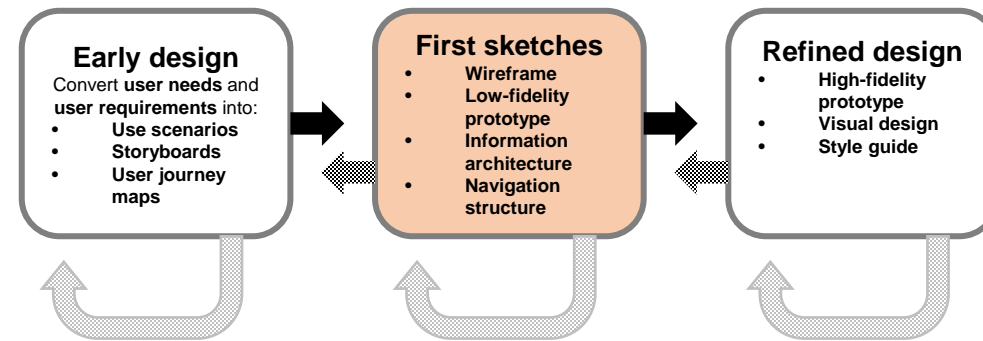 Early design
Convert user needs and
user requirements into:
• Use scenarios
• Storyboards
• User journey
maps
First sketches
• Wireframe
• Low-fidelity
prototype
• Information
architecture
• Navigation
structure
Refined design
• High-fidelity
prototype
• Visual design
• Style guide